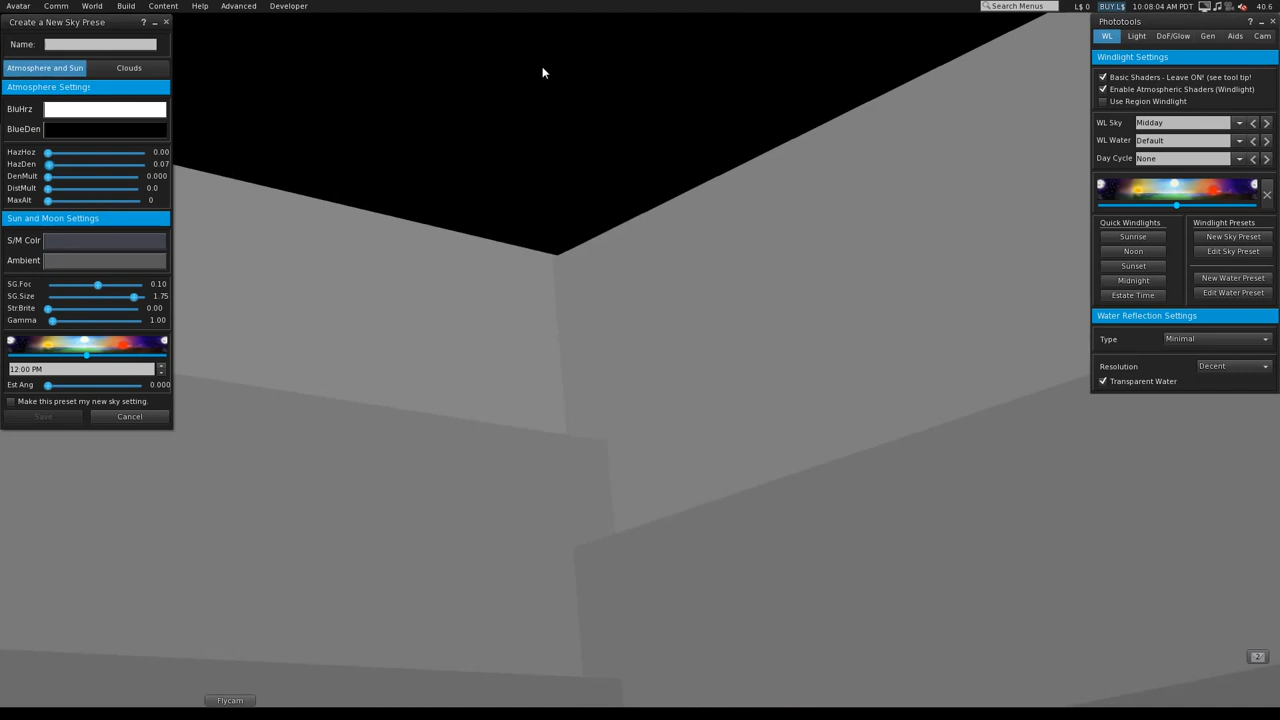 Avatar Comm World Build Content Help Advanced Developer
Search Menus L$ 0 BUY L$ 10:08:04 AM PDT 40.6
Create a New Sky Prese ? _ ×
Name:
Atmosphere and Sun Clouds
Atmosphere Settings
BluHrz
BlueDen
HazHoz 0.00
HazDen 0.07
DenMult 0.000
DistMult 0.0
MaxAlt 0
Sun and Moon Settings
S/M Colr
Ambient
SG.Foc 0.10
SG.Size 1.75
Str.Brite 0.00
Gamma 1.00
12:00 PM
Est Ang 0.000
Make this preset my new sky setting.
Save Cancel
Flycam
Phototools ? _ ×
WL Light DoF/Glow Gen Aids Cam
Windlight Settings
Basic Shaders - Leave ON! (see tool tip!
Enable Atmospheric Shaders (Windlight)
Use Region Windlight
WL Sky Midday
WL Water Default
Day Cycle None
Quick Windlights
Sunrise
Noon
Sunset
Midnight
Estate Time
Windlight Presets
New Sky Preset
Edit Sky Preset
New Water Preset
Edit Water Preset
Water Reflection Settings
Type Minimal
Resolution Decent
Transparent Water